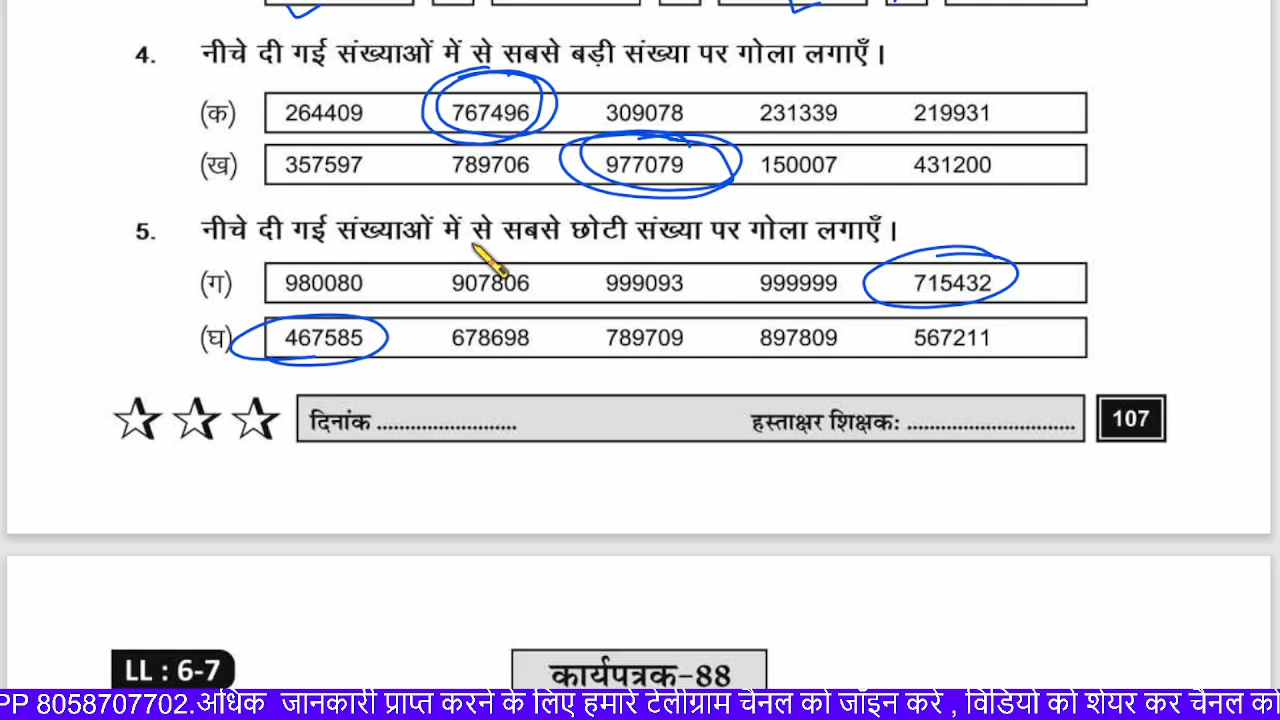 4. नीचे दी गई संख्याओं में से सबसे बड़ी संख्या पर गोला लगाएँ।
(क) 264409 767496 309078 231339 219931
(ख) 357597 789706 977079 150007 431200
5. नीचे दी गई संख्याओं में से सबसे छोटी संख्या पर गोला लगाएँ।
(ग) 980080 907806 999093 999999 715432
(घ) 467585 678698 789709 897809 567211
दिनांक ......................... हस्ताक्षर शिक्षक: .............................. 107
LL : 6-7 कार्यपत्रक-88
PP 8058707702.अधिक जानकारी प्राप्त करने के लिए हमारे टेलीग्राम चैनल को जॉइन करे , विडियो को शेयर कर चैनल को